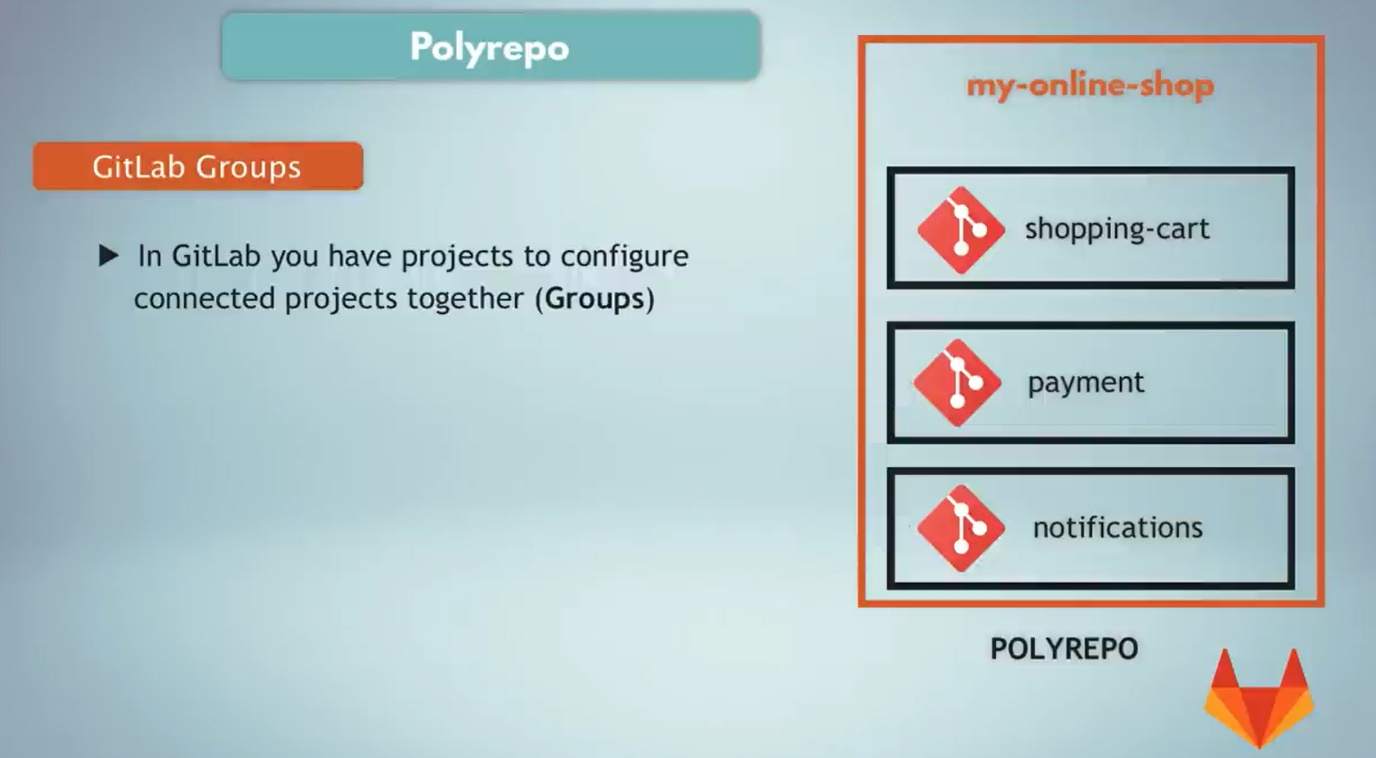 Polyrepo
GitLab Groups
In GitLab you have projects to configure
connected projects together (Groups)
my-online-shop
shopping-cart
payment
notifications
POLYREPO